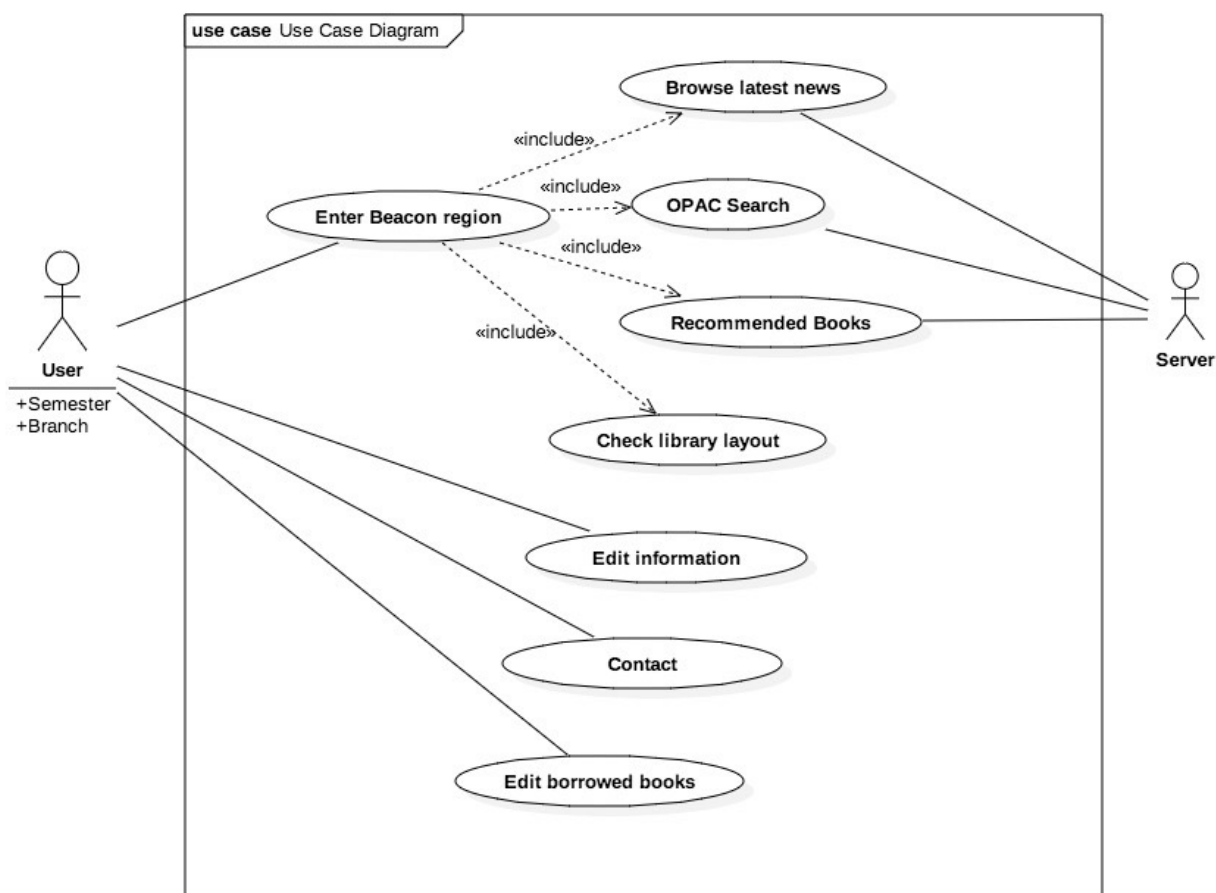 use case Use Case Diagram
Browse latest news
«include»
«include»
OPAC Search
Enter Beacon region
«include»
Recommended Books
«include»
User
Server
+Semester
+Branch
Check library layout
Edit information
Contact
Edit borrowed books